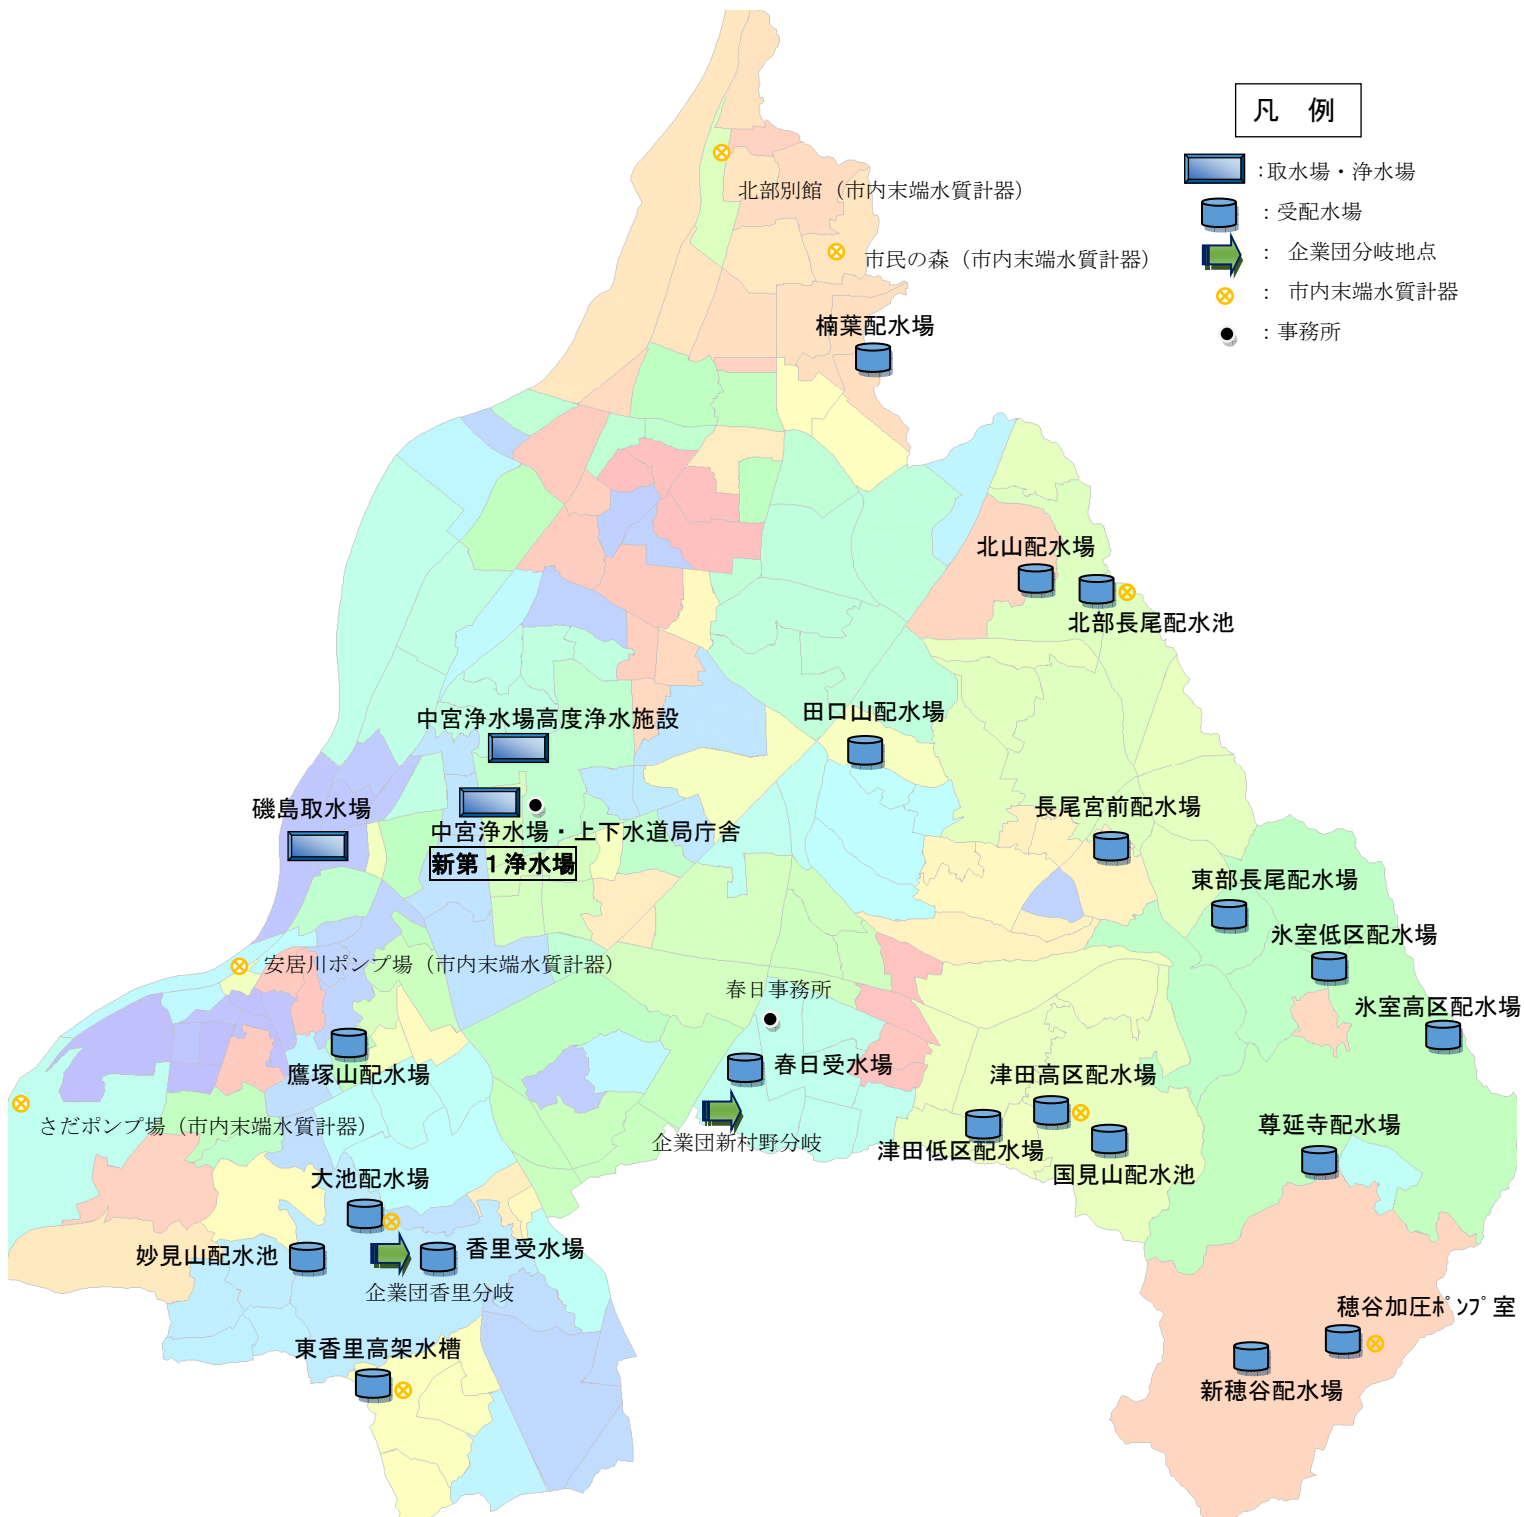 凡 例
：取水場・浄水場
：受配水場
： 企業団分岐地点
： 市内末端水質計器
：事務所
北部別館（市内末端水質計器）
市民の森（市内末端水質計器）
楠葉配水場
北山配水場
北部長尾配水池
中宮浄水場高度浄水施設
田口山配水場
磯島取水場
長尾宮前配水場
中宮浄水場・上下水道局庁舎
新第１浄水場
東部長尾配水場
氷室低区配水場
安居川ポンプ場（市内末端水質計器）
春日事務所
氷室高区配水場
鷹塚山配水場
春日受水場
津田高区配水場
さだポンプ場（市内末端水質計器）
企業団新村野分岐
津田低区配水場
尊延寺配水場
国見山配水池
大池配水場
妙見山配水池
香里受水場
企業団香里分岐
穂谷加圧ﾎﾟﾝﾌﾟ室
東香里高架水槽
新穂谷配水場